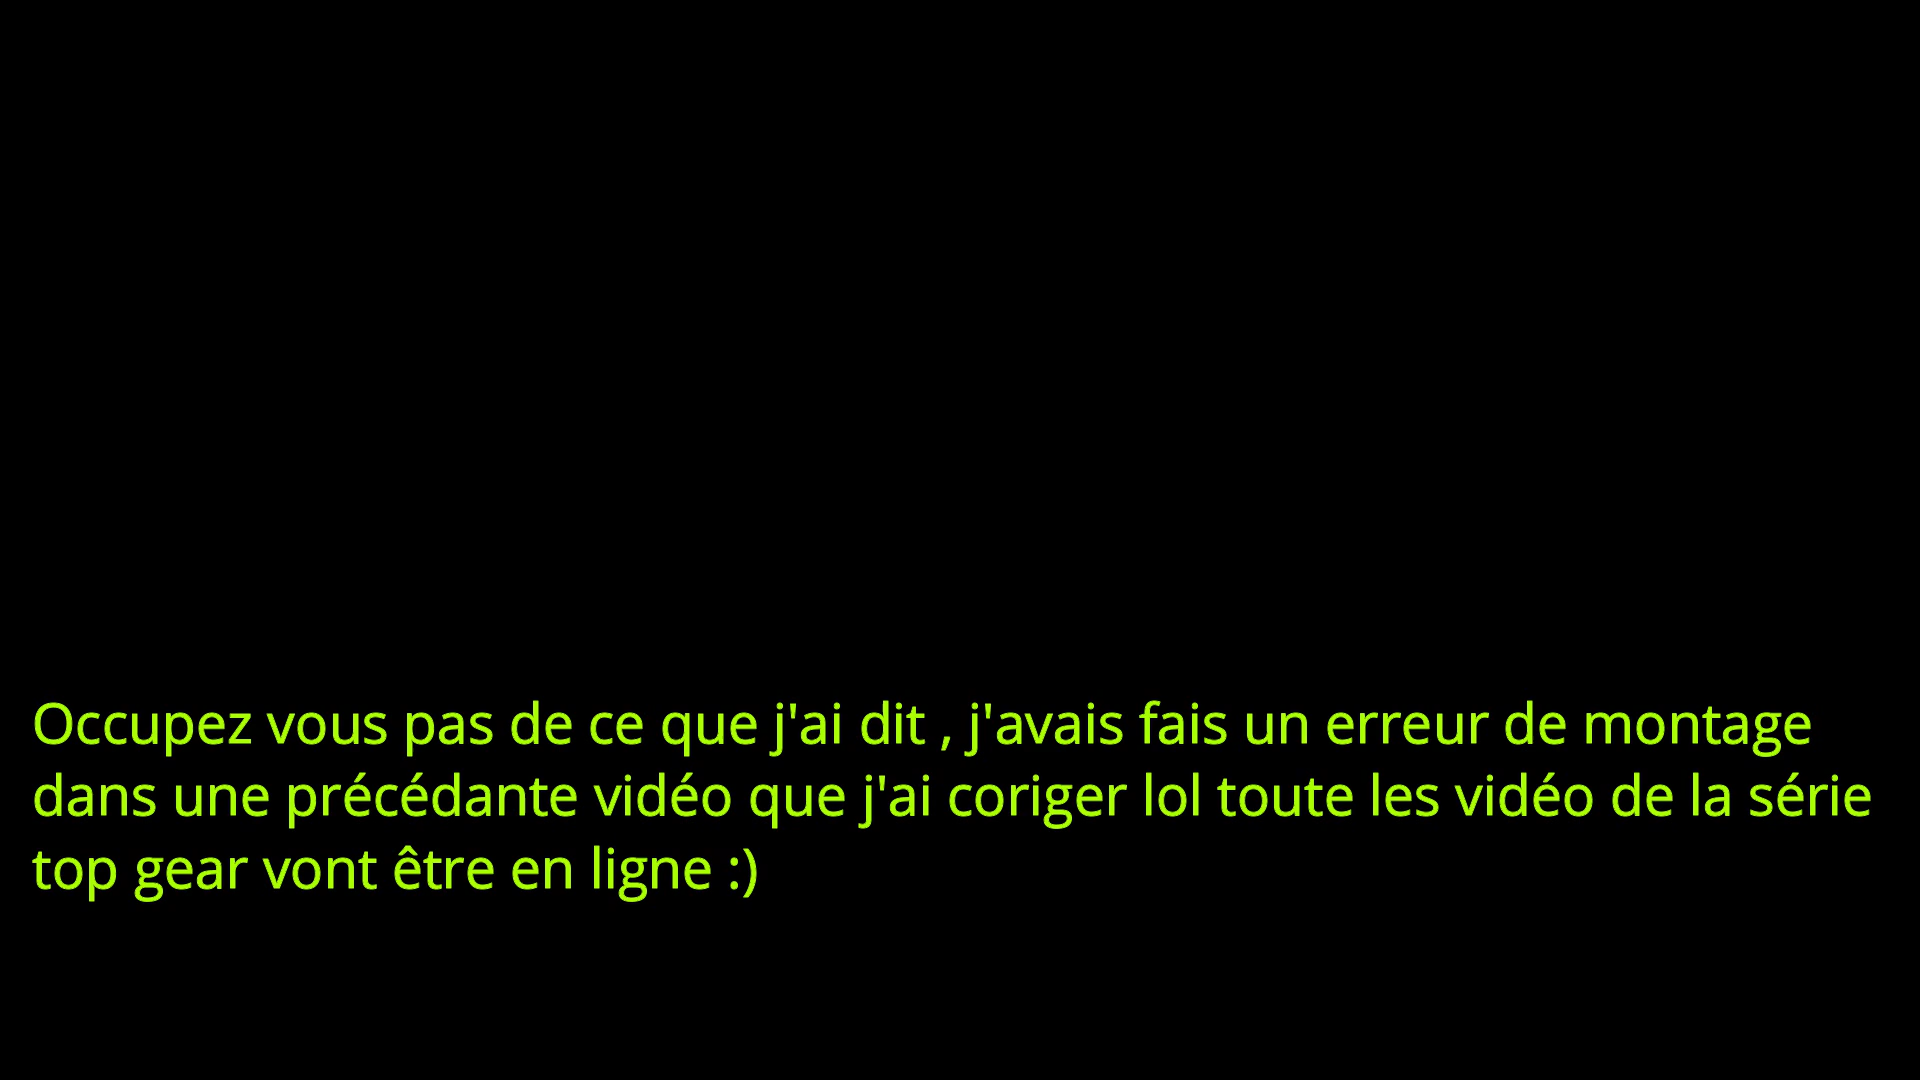 Occupez vous pas de ce que j'ai dit , j'avais fais un erreur de montage
dans une précédante vidéo que j'ai coriger lol toute les vidéo de la série
top gear vont être en ligne :)